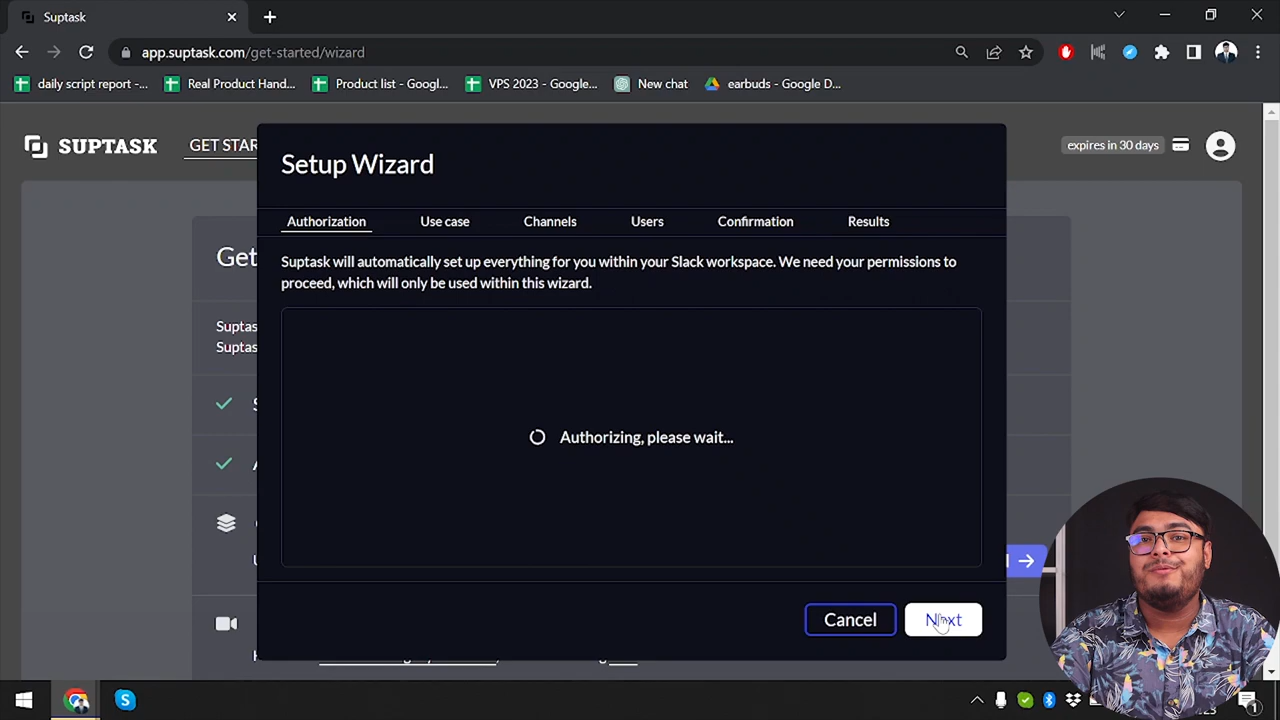 Suptask
app.suptask.com/get-started/wizard
daily script report -...
Real Product Hand...
Product list - Googl...
VPS 2023 - Google...
New chat
earbuds - Google D...
SUPTASK
GET STAR
expires in 30 days
Setup Wizard
Authorization
Use case
Channels
Users
Confirmation
Results
Get
Suptask will automatically set up everything for you within your Slack workspace. We need your permissions to
proceed, which will only be used within this wizard.
Suptas
Suptas
Authorizing, please wait...
Cancel
Next